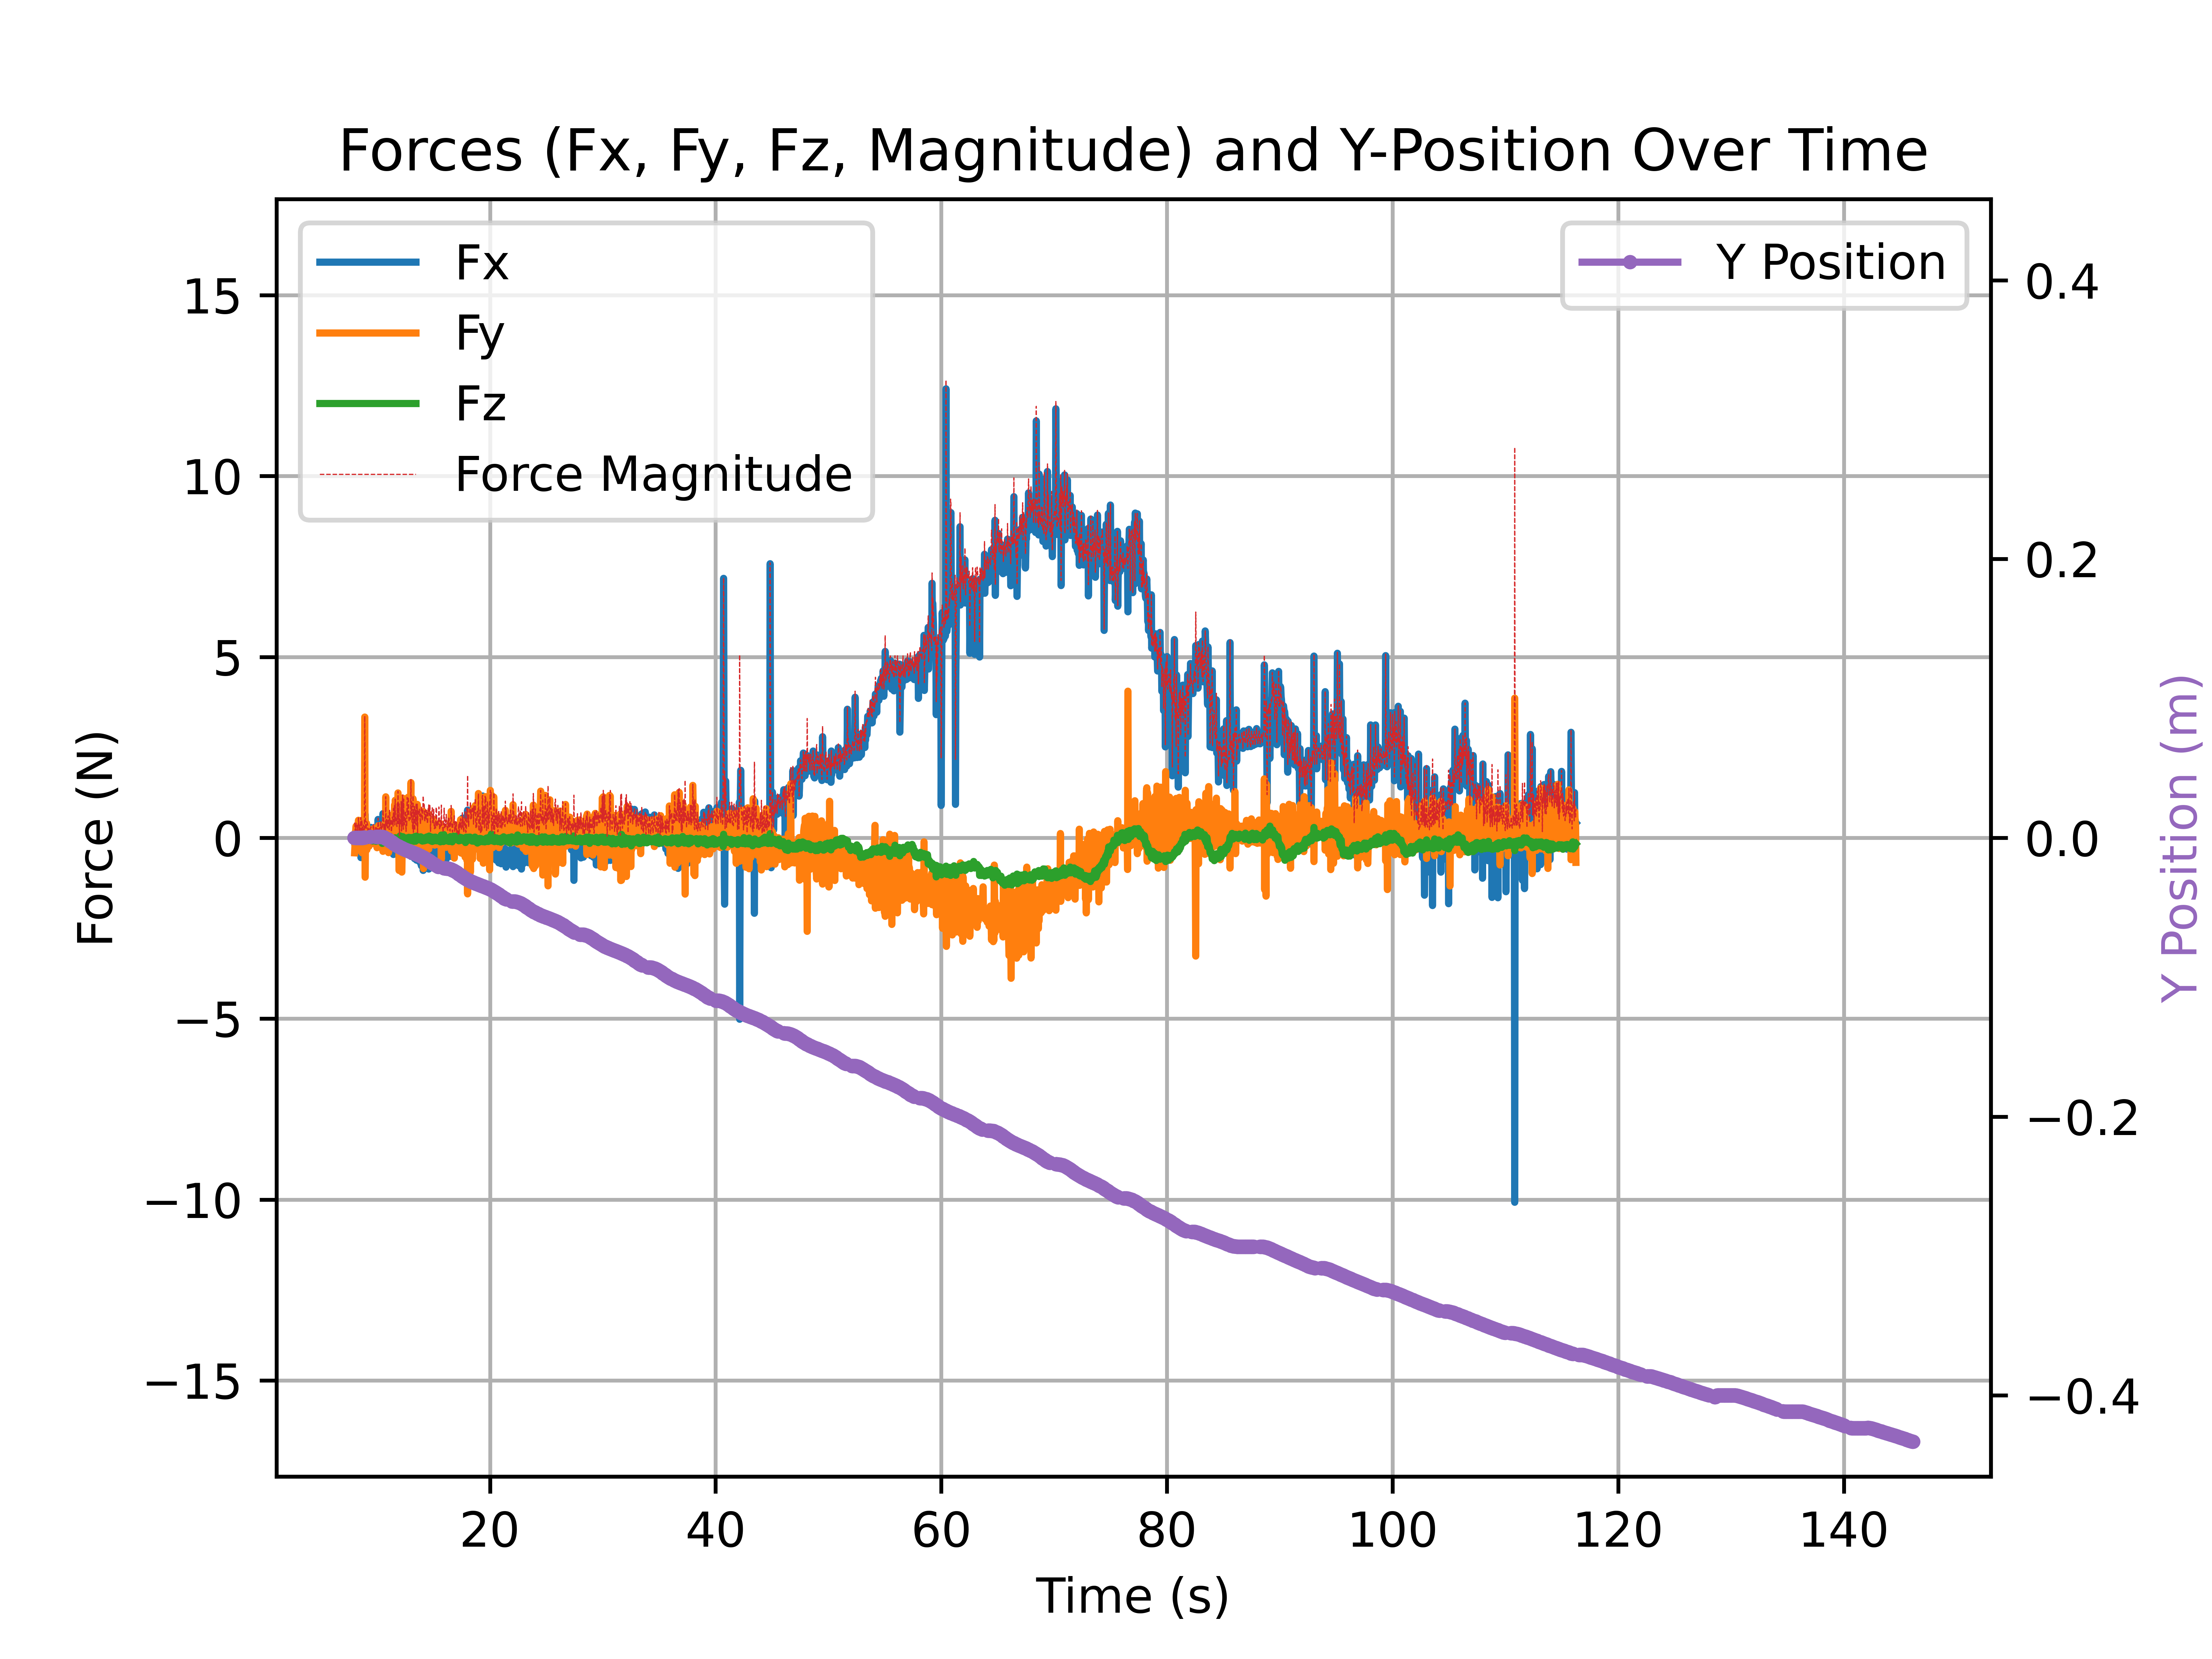 Forces (Fx, Fy, Fz, Magnitude) and Y-Position Over Time
Fx
Fy
Fz
Force Magnitude
Y Position
15
10
5
0
−5
−10
−15
Force (N)
0.4
0.2
0.0
−0.2
−0.4
Y Position (m)
20 40 60 80 100 120 140
Time (s)